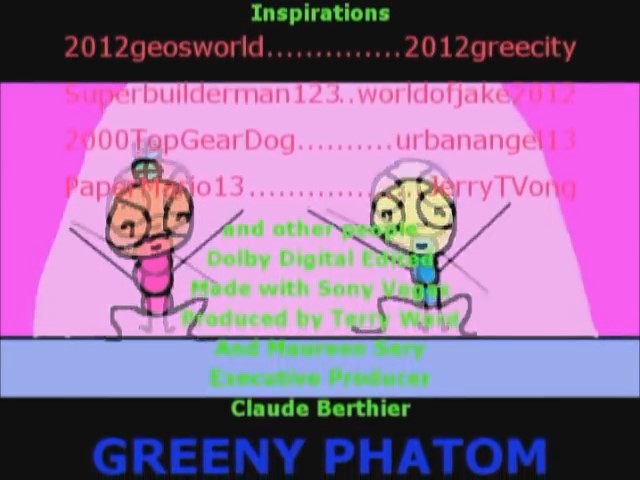 Inspirations
2012geosworld..............2012greecity
Superbuilderman123..worldofjake2012
2000TopGearDog.........urbanangel13
PaperMario13.................JerryTVong
and other people
Dolby Digital Edited
Made with Sony Vegas
Produced by Terry Ward
And Maureen Sery
Executive Producer
Claude Berthier
GREENY PHATOM